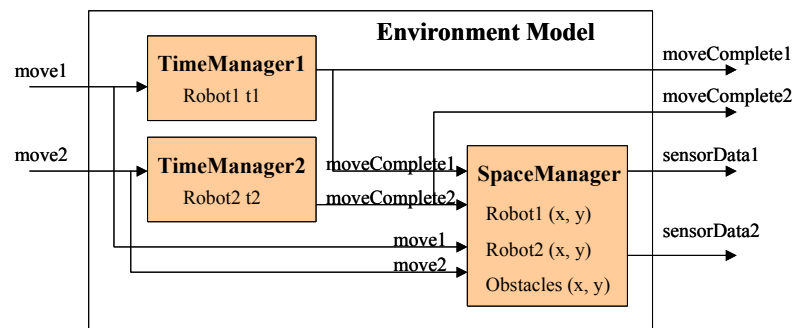 Environment Model
move1
TimeManager1
Robot1 t1
moveComplete1
moveComplete2
move2
TimeManager2
Robot2 t2
moveComplete1
moveComplete2
move1
move2
SpaceManager
Robot1 (x, y)
Robot2 (x, y)
Obstacles (x, y)
sensorData1
sensorData2